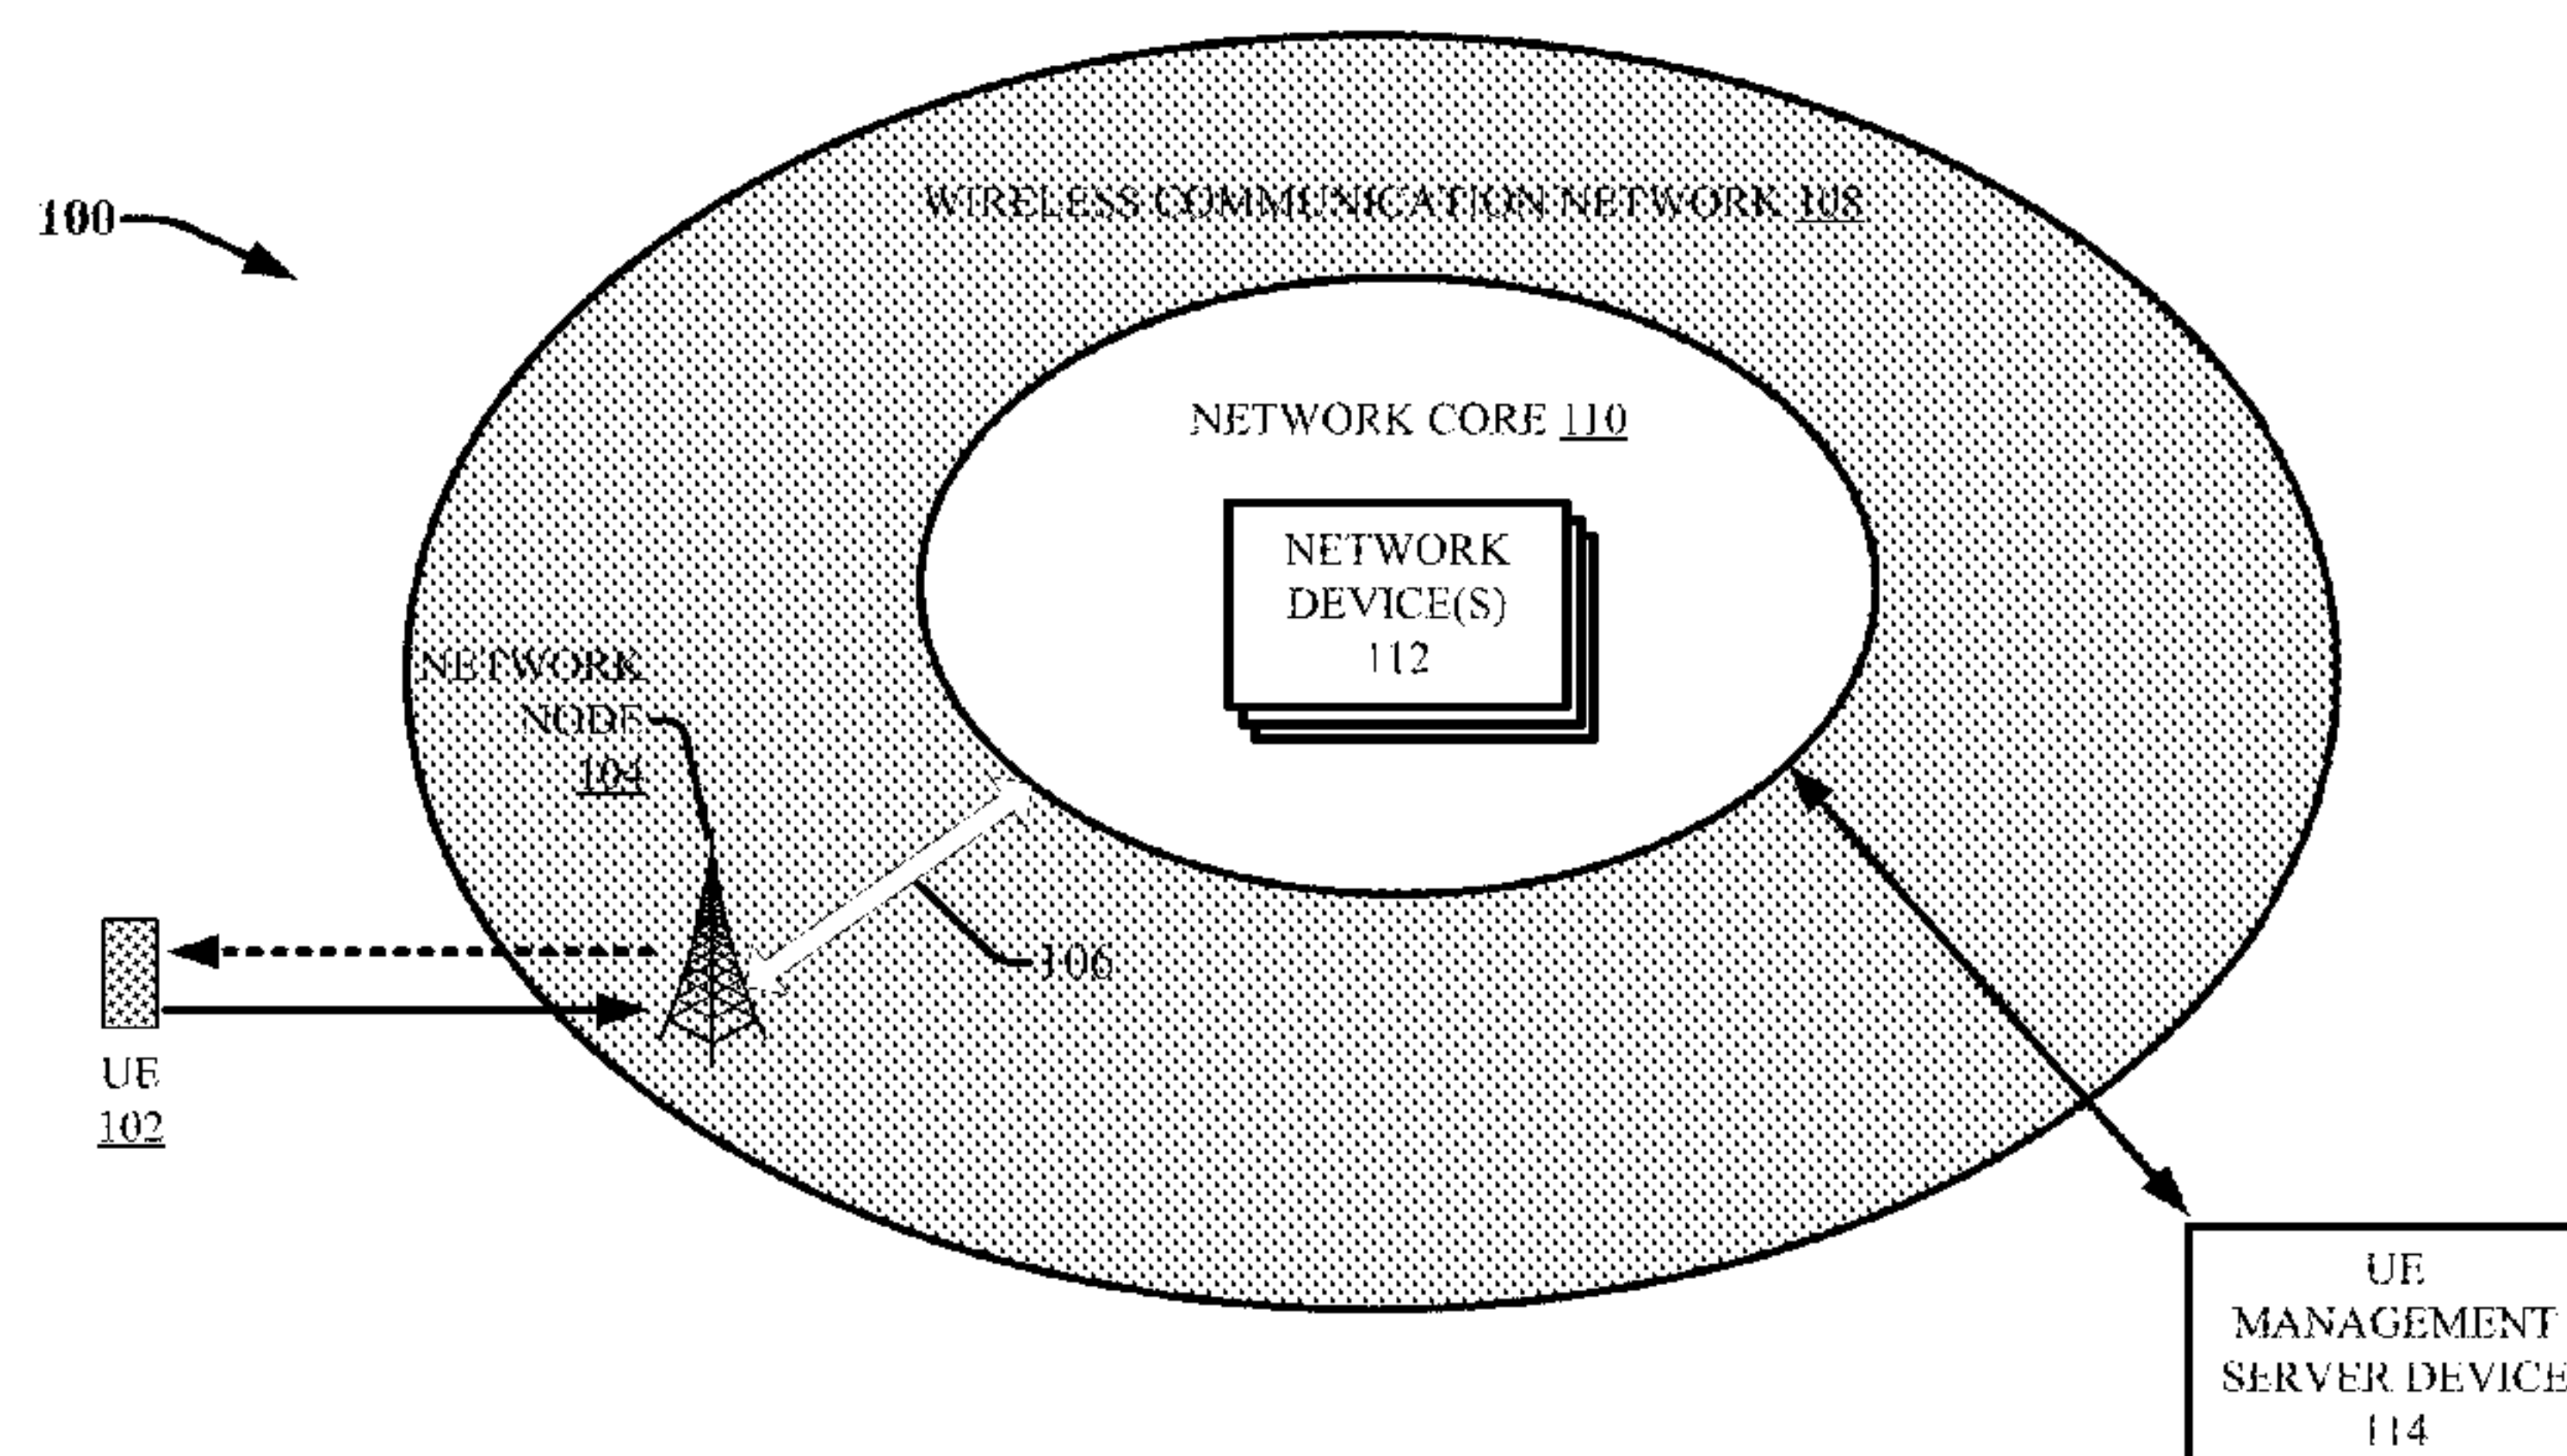 100
WIRELESS COMMUNICATION NETWORK 108
NETWORK CORE 110
NETWORK
DEVICE(S)
112
NETWORK
NODE
104
106
UE
102
UE
MANAGEMENT
SERVER DEVICE
114